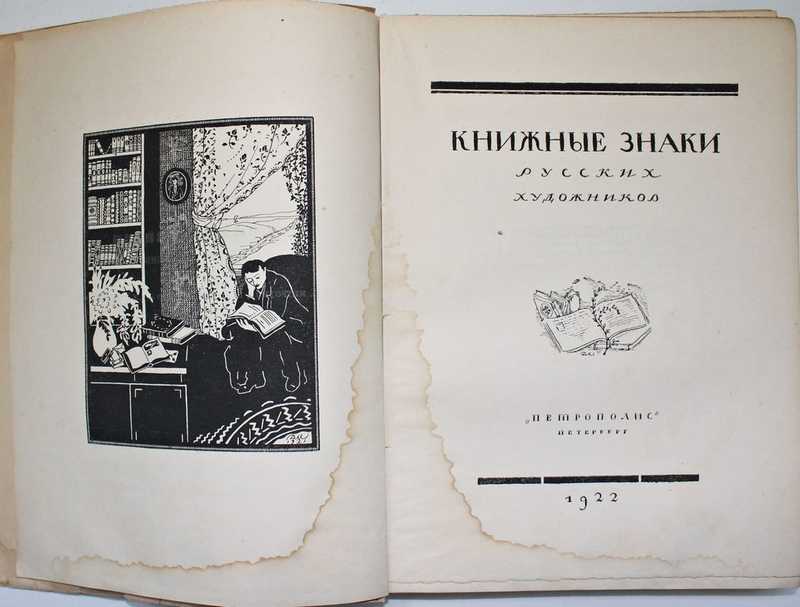 КНИЖНЫЕ ЗНАКИ
РУССКИХ
ХУДОЖНИКОВ
„ПЕТРОПОЛИС“
ПЕТЕРБУРГ
1922